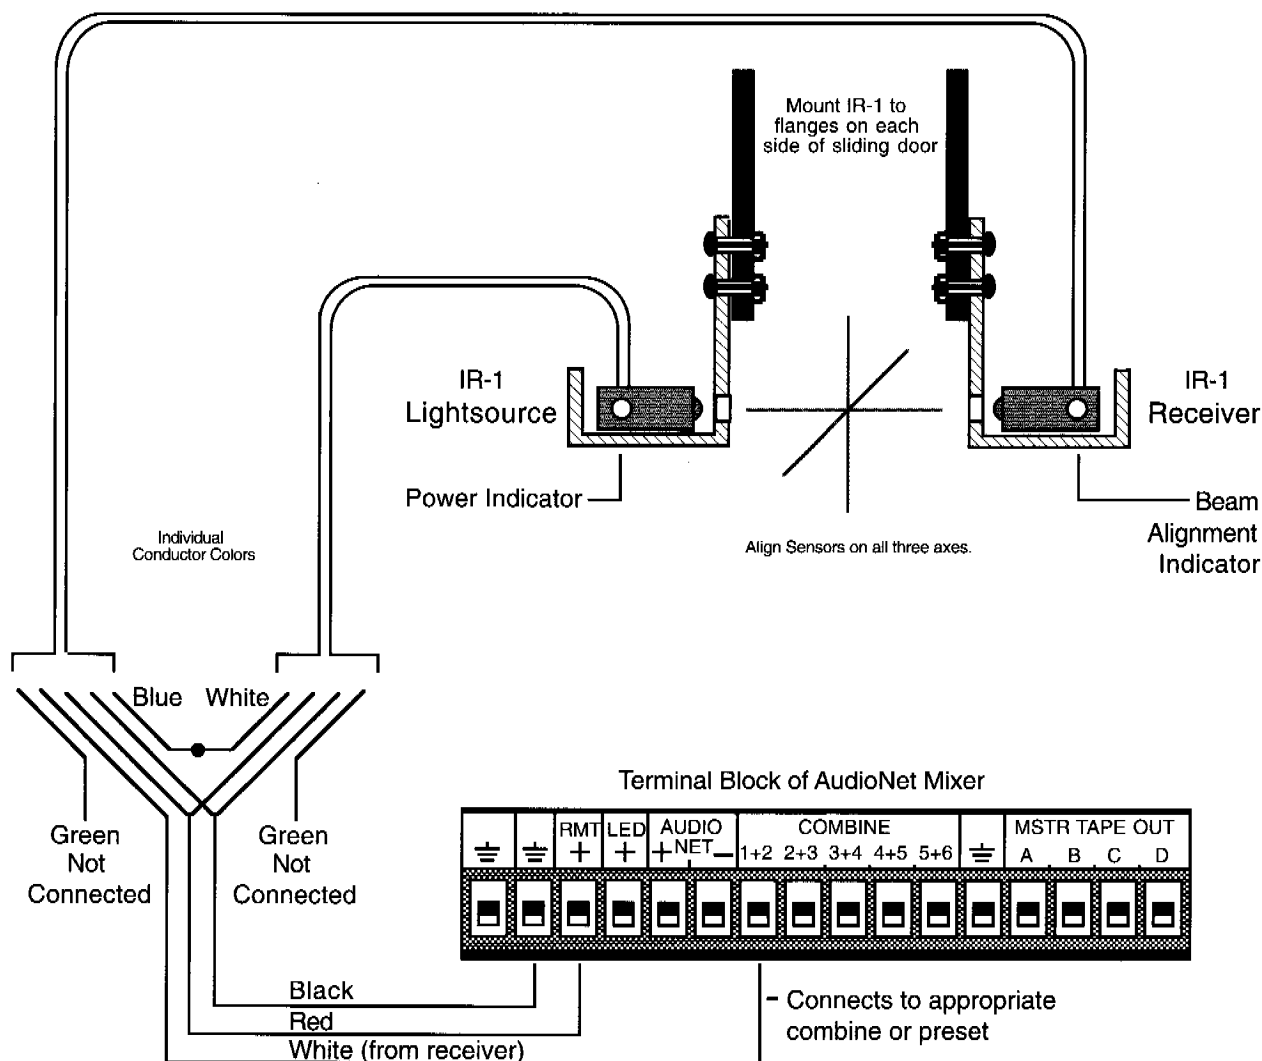 Mount IR-1 to
flanges on each
side of sliding door
IR-1
Lightsource
IR-1
Receiver
Power Indicator
Beam
Alignment
Indicator
Individual
Conductor Colors
Align Sensors on all three axes.
Blue White
Green
Not
Connected
Green
Not
Connected
Terminal Block of AudioNet Mixer
RMT
+
LED
+
AUDIO
NET
+ −
COMBINE
1+2 2+3 3+4 4+5 5+6
MSTR TAPE OUT
A B C D
Black
Red
White (from receiver)
Connects to appropriate
combine or preset